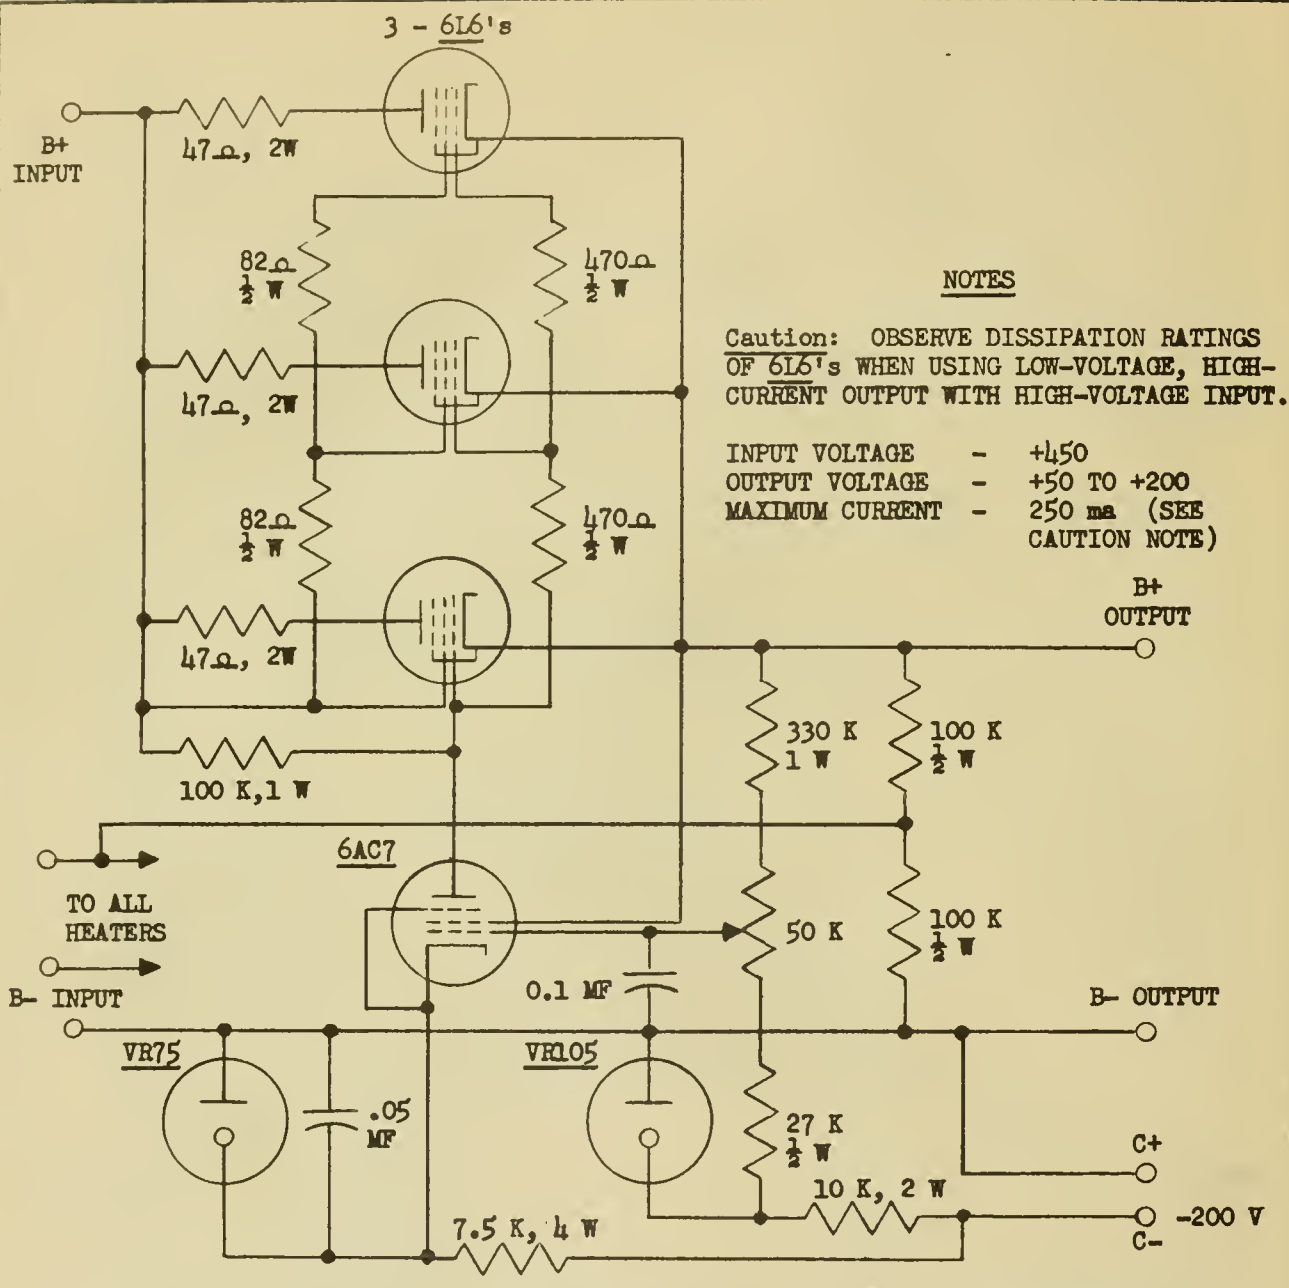 3 - 6L6's
B+
INPUT
47Ω, 2W
82Ω
½ W
470Ω
½ W
47Ω, 2W
82Ω
½ W
470Ω
½ W
47Ω, 2W
100 K,1 W
NOTES
Caution: OBSERVE DISSIPATION RATINGS
OF 6L6's WHEN USING LOW-VOLTAGE, HIGH-
CURRENT OUTPUT WITH HIGH-VOLTAGE INPUT.
INPUT VOLTAGE - +450
OUTPUT VOLTAGE - +50 TO +200
MAXIMUM CURRENT - 250 ma (SEE
CAUTION NOTE)
B+
OUTPUT
330 K
1 W
100 K
½ W
6AC7
TO ALL
HEATERS
50 K
100 K
½ W
0.1 MF
B- INPUT
B- OUTPUT
VR75
VR105
.05
MF
27 K
½ W
C+
10 K, 2 W
-200 V
C-
7.5 K, 4 W